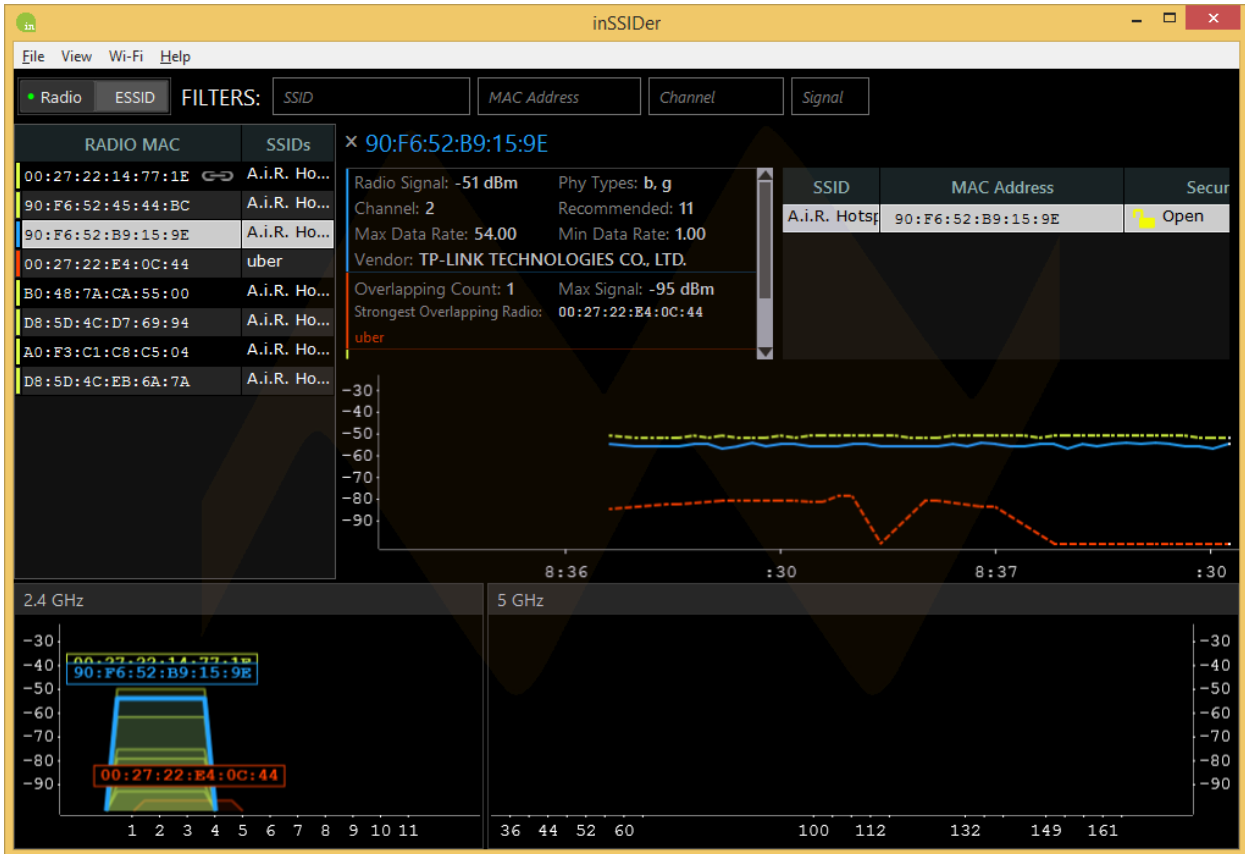 in
inSSIDer
File View Wi-Fi Help
Radio ESSID FILTERS: SSID MAC Address Channel Signal
RADIO MAC SSIDs
00:27:22:14:77:1E A.i.R. Ho...
90:F6:52:45:44:BC A.i.R. Ho...
90:F6:52:B9:15:9E A.i.R. Ho...
00:27:22:E4:0C:44 uber
B0:48:7A:CA:55:00 A.i.R. Ho...
D8:5D:4C:D7:69:94 A.i.R. Ho...
A0:F3:C1:C8:C5:04 A.i.R. Ho...
D8:5D:4C:EB:6A:7A A.i.R. Ho...
× 90:F6:52:B9:15:9E
Radio Signal: -51 dBm Phy Types: b, g
Channel: 2 Recommended: 11
Max Data Rate: 54.00 Min Data Rate: 1.00
Vendor: TP-LINK TECHNOLOGIES CO., LTD.
Overlapping Count: 1 Max Signal: -95 dBm
Strongest Overlapping Radio: 00:27:22:E4:0C:44
uber
SSID MAC Address Secur
A.i.R. Hotsp 90:F6:52:B9:15:9E Open
-30
-40
-50
-60
-70
-80
-90
8:36 :30 8:37 :30
2.4 GHz
-30
-40
-50
-60
-70
-80
-90
00:27:22:14:77:1E
90:F6:52:B9:15:9E
00:27:22:E4:0C:44
1 2 3 4 5 6 7 8 9 10 11
5 GHz
-30
-40
-50
-60
-70
-80
-90
36 44 52 60 100 112 132 149 161